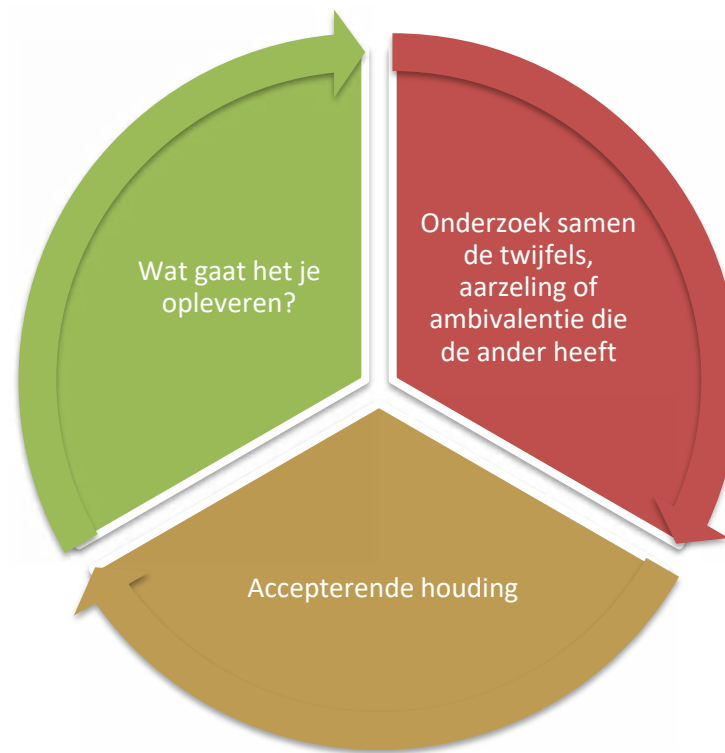 Wat gaat het je
opleveren?
Onderzoek samen
de twijfels,
aarzeling of
ambivalentie die
de ander heeft
Accepterende houding